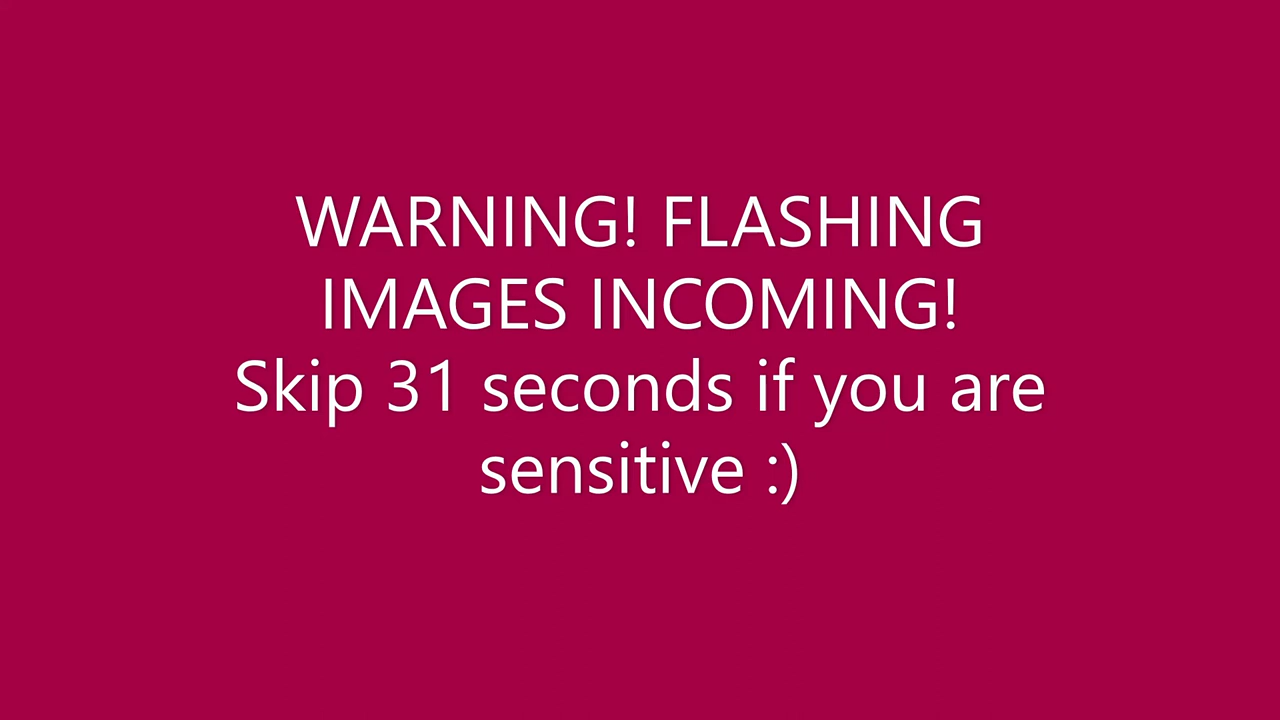 WARNING! FLASHING
IMAGES INCOMING!
Skip 31 seconds if you are
sensitive :)